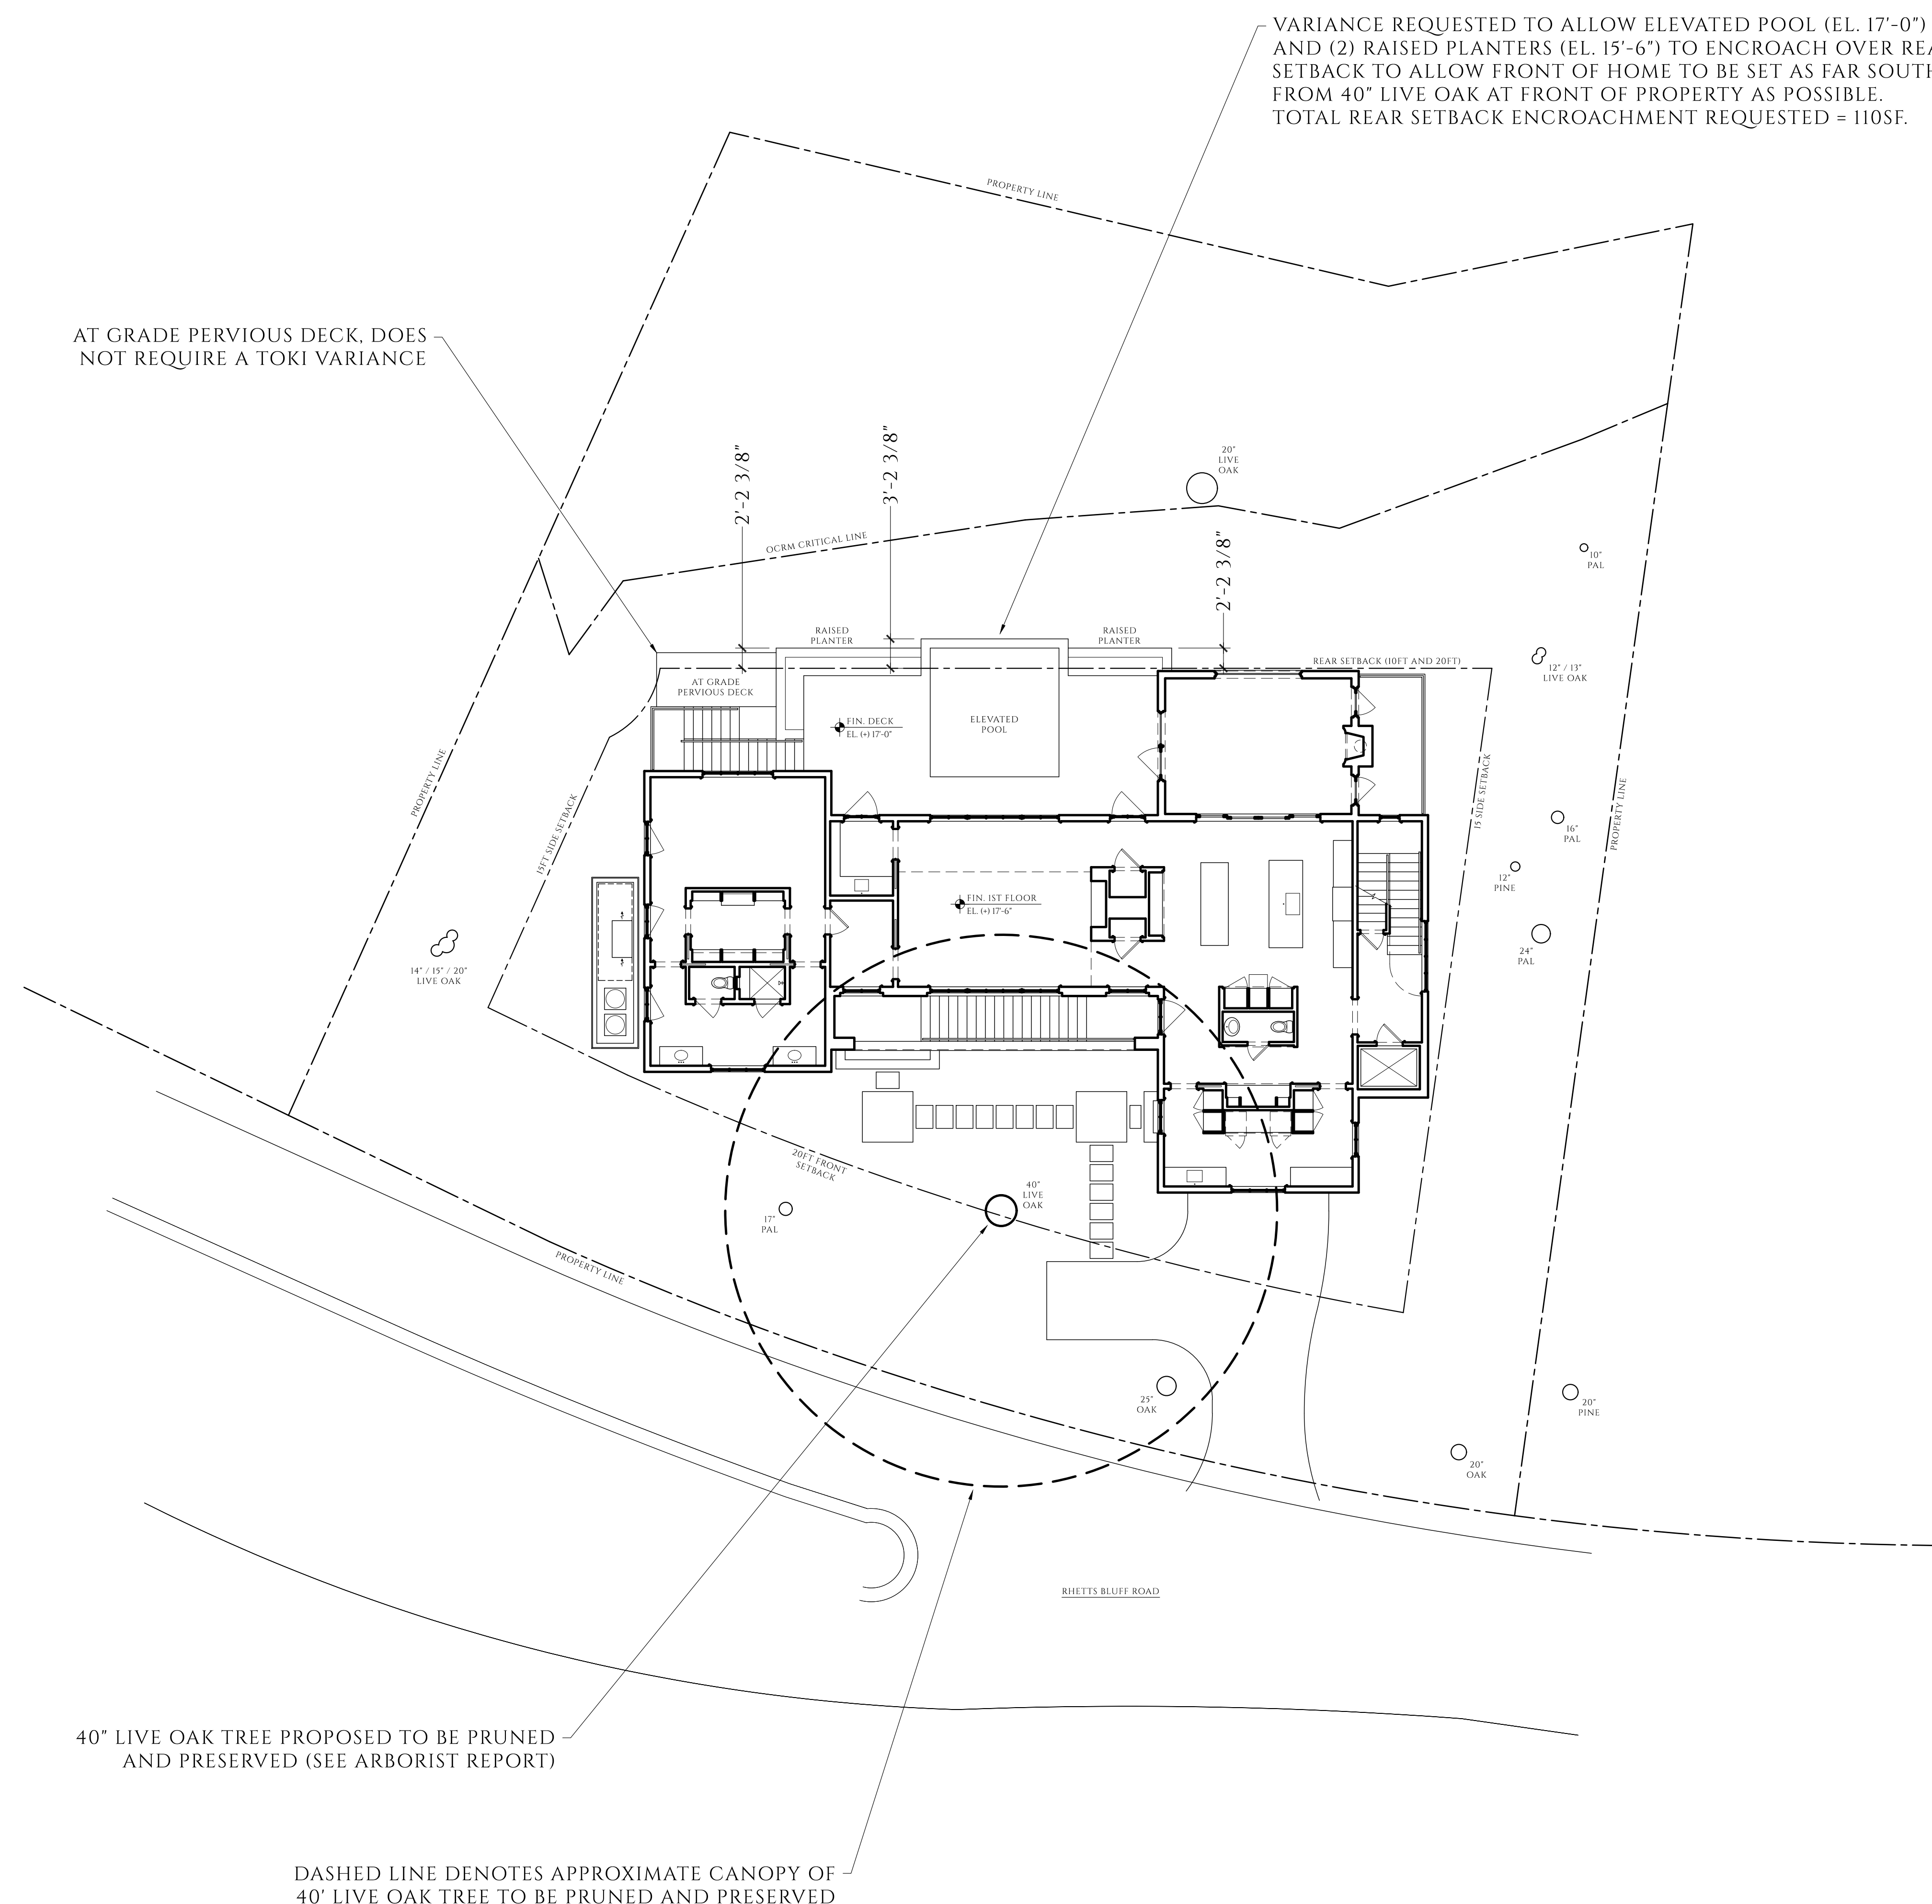 VARIANCE REQUESTED TO ALLOW ELEVATED POOL (EL. 17'-0")
AND (2) RAISED PLANTERS (EL. 15'-6") TO ENCROACH OVER
SETBACK TO ALLOW FRONT OF HOME TO BE SET AS FAR
FROM 40" LIVE OAK AT FRONT OF PROPERTY AS POSSIBLE.
TOTAL REAR SETBACK ENCROACHMENT REQUESTED = 110SF.
PROPERTY LINE
AT GRADE PERVIOUS DECK, DOES
NOT REQUIRE A TOKI VARIANCE
2'-2 3/8"
3'-2 3/8"
20"
LIVE
OAK
OCRM CRITICAL LINE
2'-2 3/8"
10"
PAL
RAISED
PLANTER
RAISED
PLANTER
REAR SETBACK (10FT AND 20FT)
12" / 13"
LIVE OAK
AT GRADE
PERVIOUS DECK
FIN. DECK
EL. (+) 17'-0"
ELEVATED
POOL
PROPERTY LINE
15FT SIDE SETBACK
15 SIDE SETBACK
PROPERTY LINE
16"
PAL
12"
PINE
FIN. 1ST FLOOR
EL. (+) 17'-6"
24"
PAL
14" / 15" / 20"
LIVE OAK
20FT FRONT
SETBACK
40"
LIVE
OAK
17"
PAL
PROPERTY LINE
25"
OAK
20"
PINE
20"
OAK
RHETTS BLUFF ROAD
40" LIVE OAK TREE PROPOSED TO BE PRUNED
AND PRESERVED (SEE ARBORIST REPORT)
DASHED LINE DENOTES APPROXIMATE CANOPY OF
40' LIVE OAK TREE TO BE PRUNED AND PRESERVED